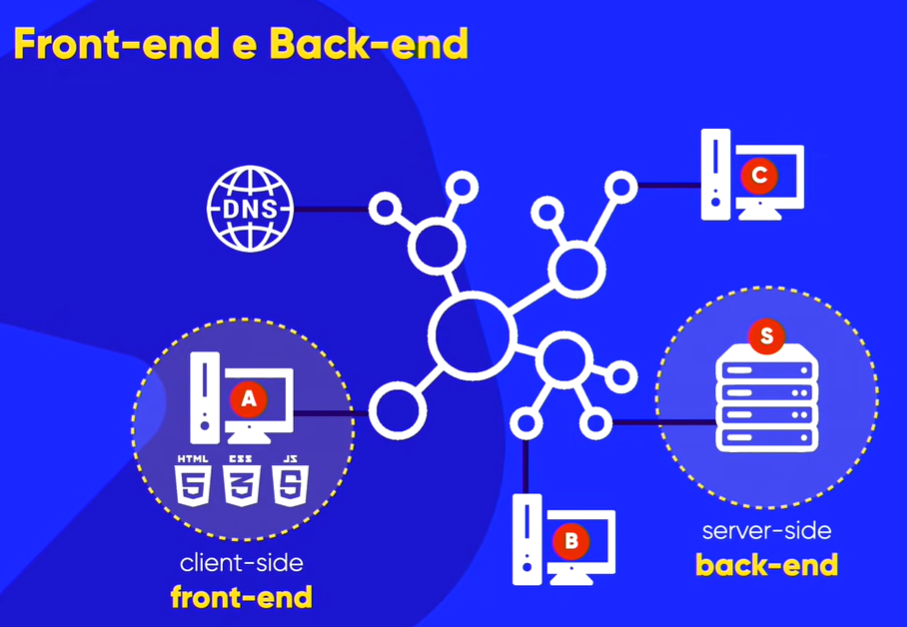 Front-end e Back-end
DNS
C
S
A
HTML
5
CSS
3
JS
5
B
client-side
front-end
server-side
back-end